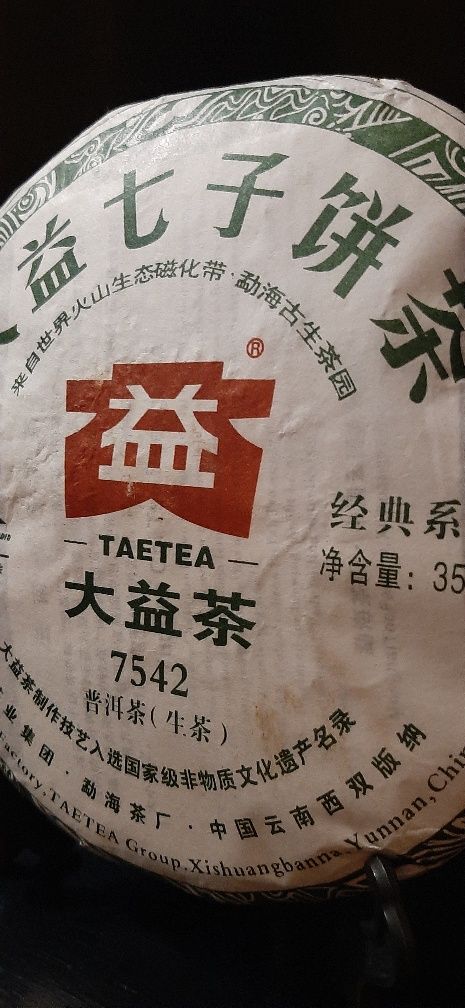 益七子饼茶
来自世界火山生态磁化带·勐海古生茶园
®
益
TAETEA
大益茶
7542
普洱茶(生茶)
经典系
净含量: 35
大益茶制作技艺入选国家级非物质文化遗产名录
业集团·勐海茶厂·中国云南西双版纳
Factory, TAETEA Group, Xishuangbanna, Yunnan, Chin